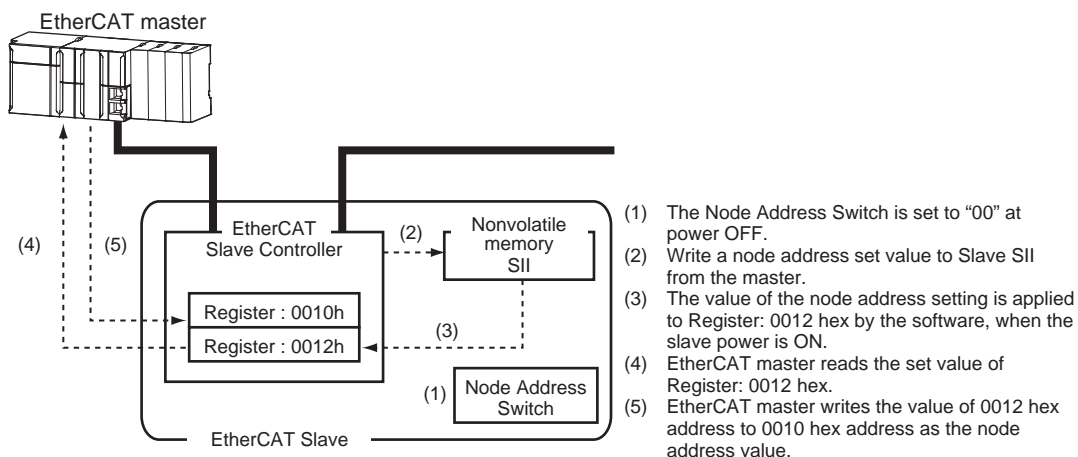 EtherCAT master
(4)
(5)
EtherCAT
Slave Controller
(2)
Nonvolatile
memory
SII
Register : 0010h
Register : 0012h
(3)
(1)
Node Address
Switch
EtherCAT Slave
(1) The Node Address Switch is set to “00” at
power OFF.
(2) Write a node address set value to Slave SII
from the master.
(3) The value of the node address setting is applied
to Register: 0012 hex by the software, when the
slave power is ON.
(4) EtherCAT master reads the set value of
Register: 0012 hex.
(5) EtherCAT master writes the value of 0012 hex
address to 0010 hex address as the node
address value.